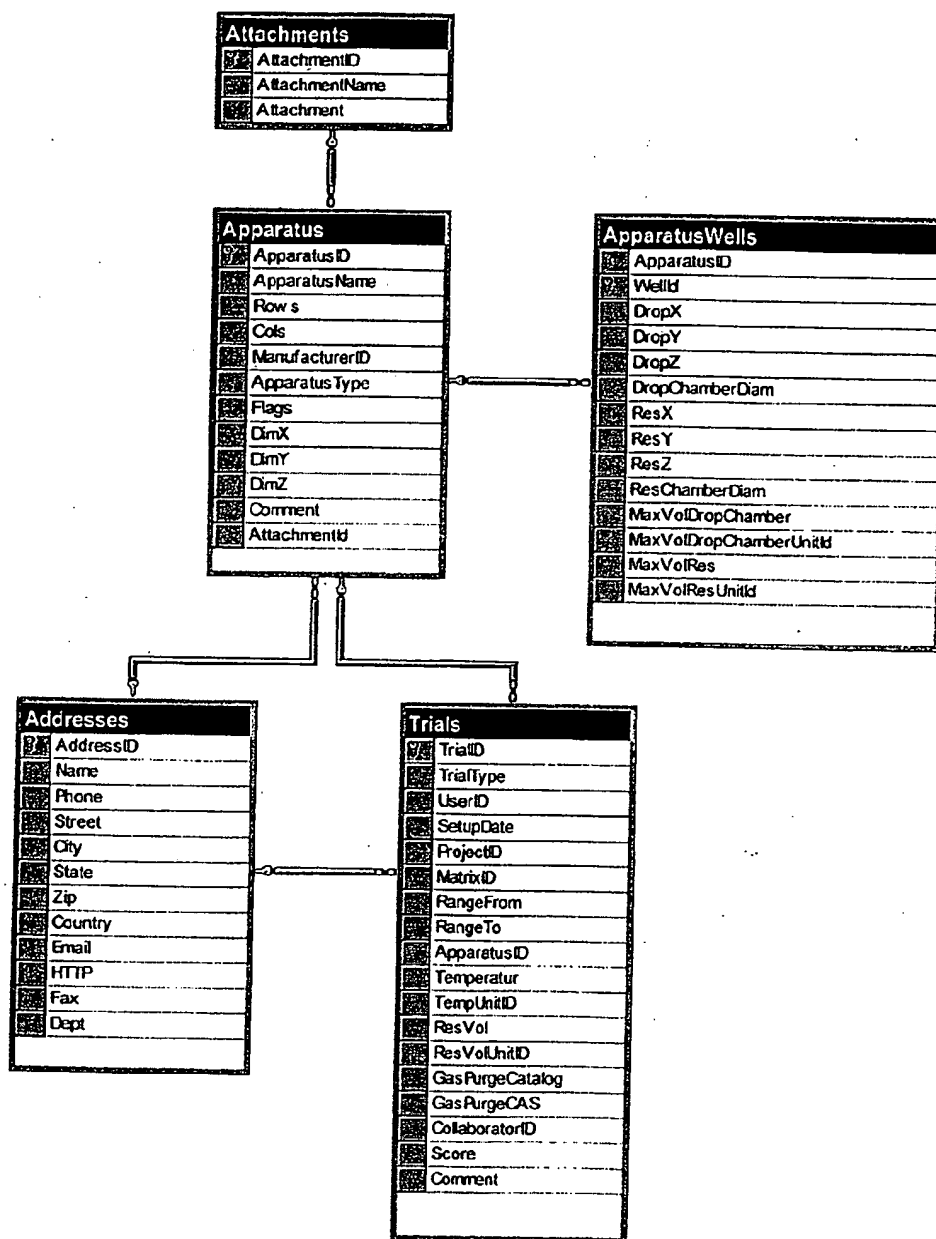 Attachments
AttachmentID
AttachmentName
Attachment
Apparatus
ApparatusID
ApparatusName
Rows
Cols
ManufacturerID
ApparatusType
Flags
DimX
DimY
DimZ
Comment
AttachmentId
ApparatusWells
ApparatusID
WellId
DropX
DropY
DropZ
DropChamberDiam
ResX
ResY
ResZ
ResChamberDiam
MaxVolDropChamber
MaxVolDropChamberUnitId
MaxVolRes
MaxVolResUnitId
Addresses
AddressID
Name
Phone
Street
City
State
Zip
Country
Email
HTTP
Fax
Dept
Trials
TrialID
TrialType
UserID
SetupDate
ProjectID
MatrixID
RangeFrom
RangeTo
ApparatusID
Temperatur
TempUnitID
ResVol
ResVolUnitID
GasPurgeCatalog
GasPurgeCAS
CollaboratorID
Score
Comment